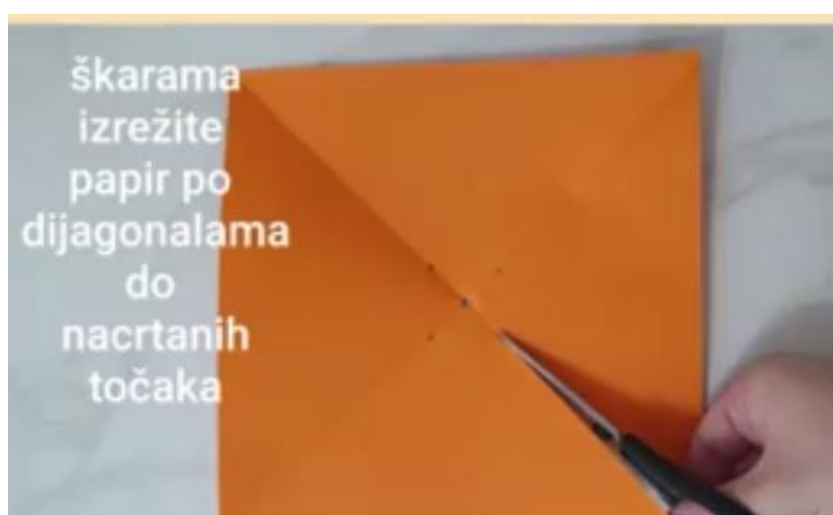 škarama
izrežite
papir po
dijagonalama
do
nacrtanih
točaka